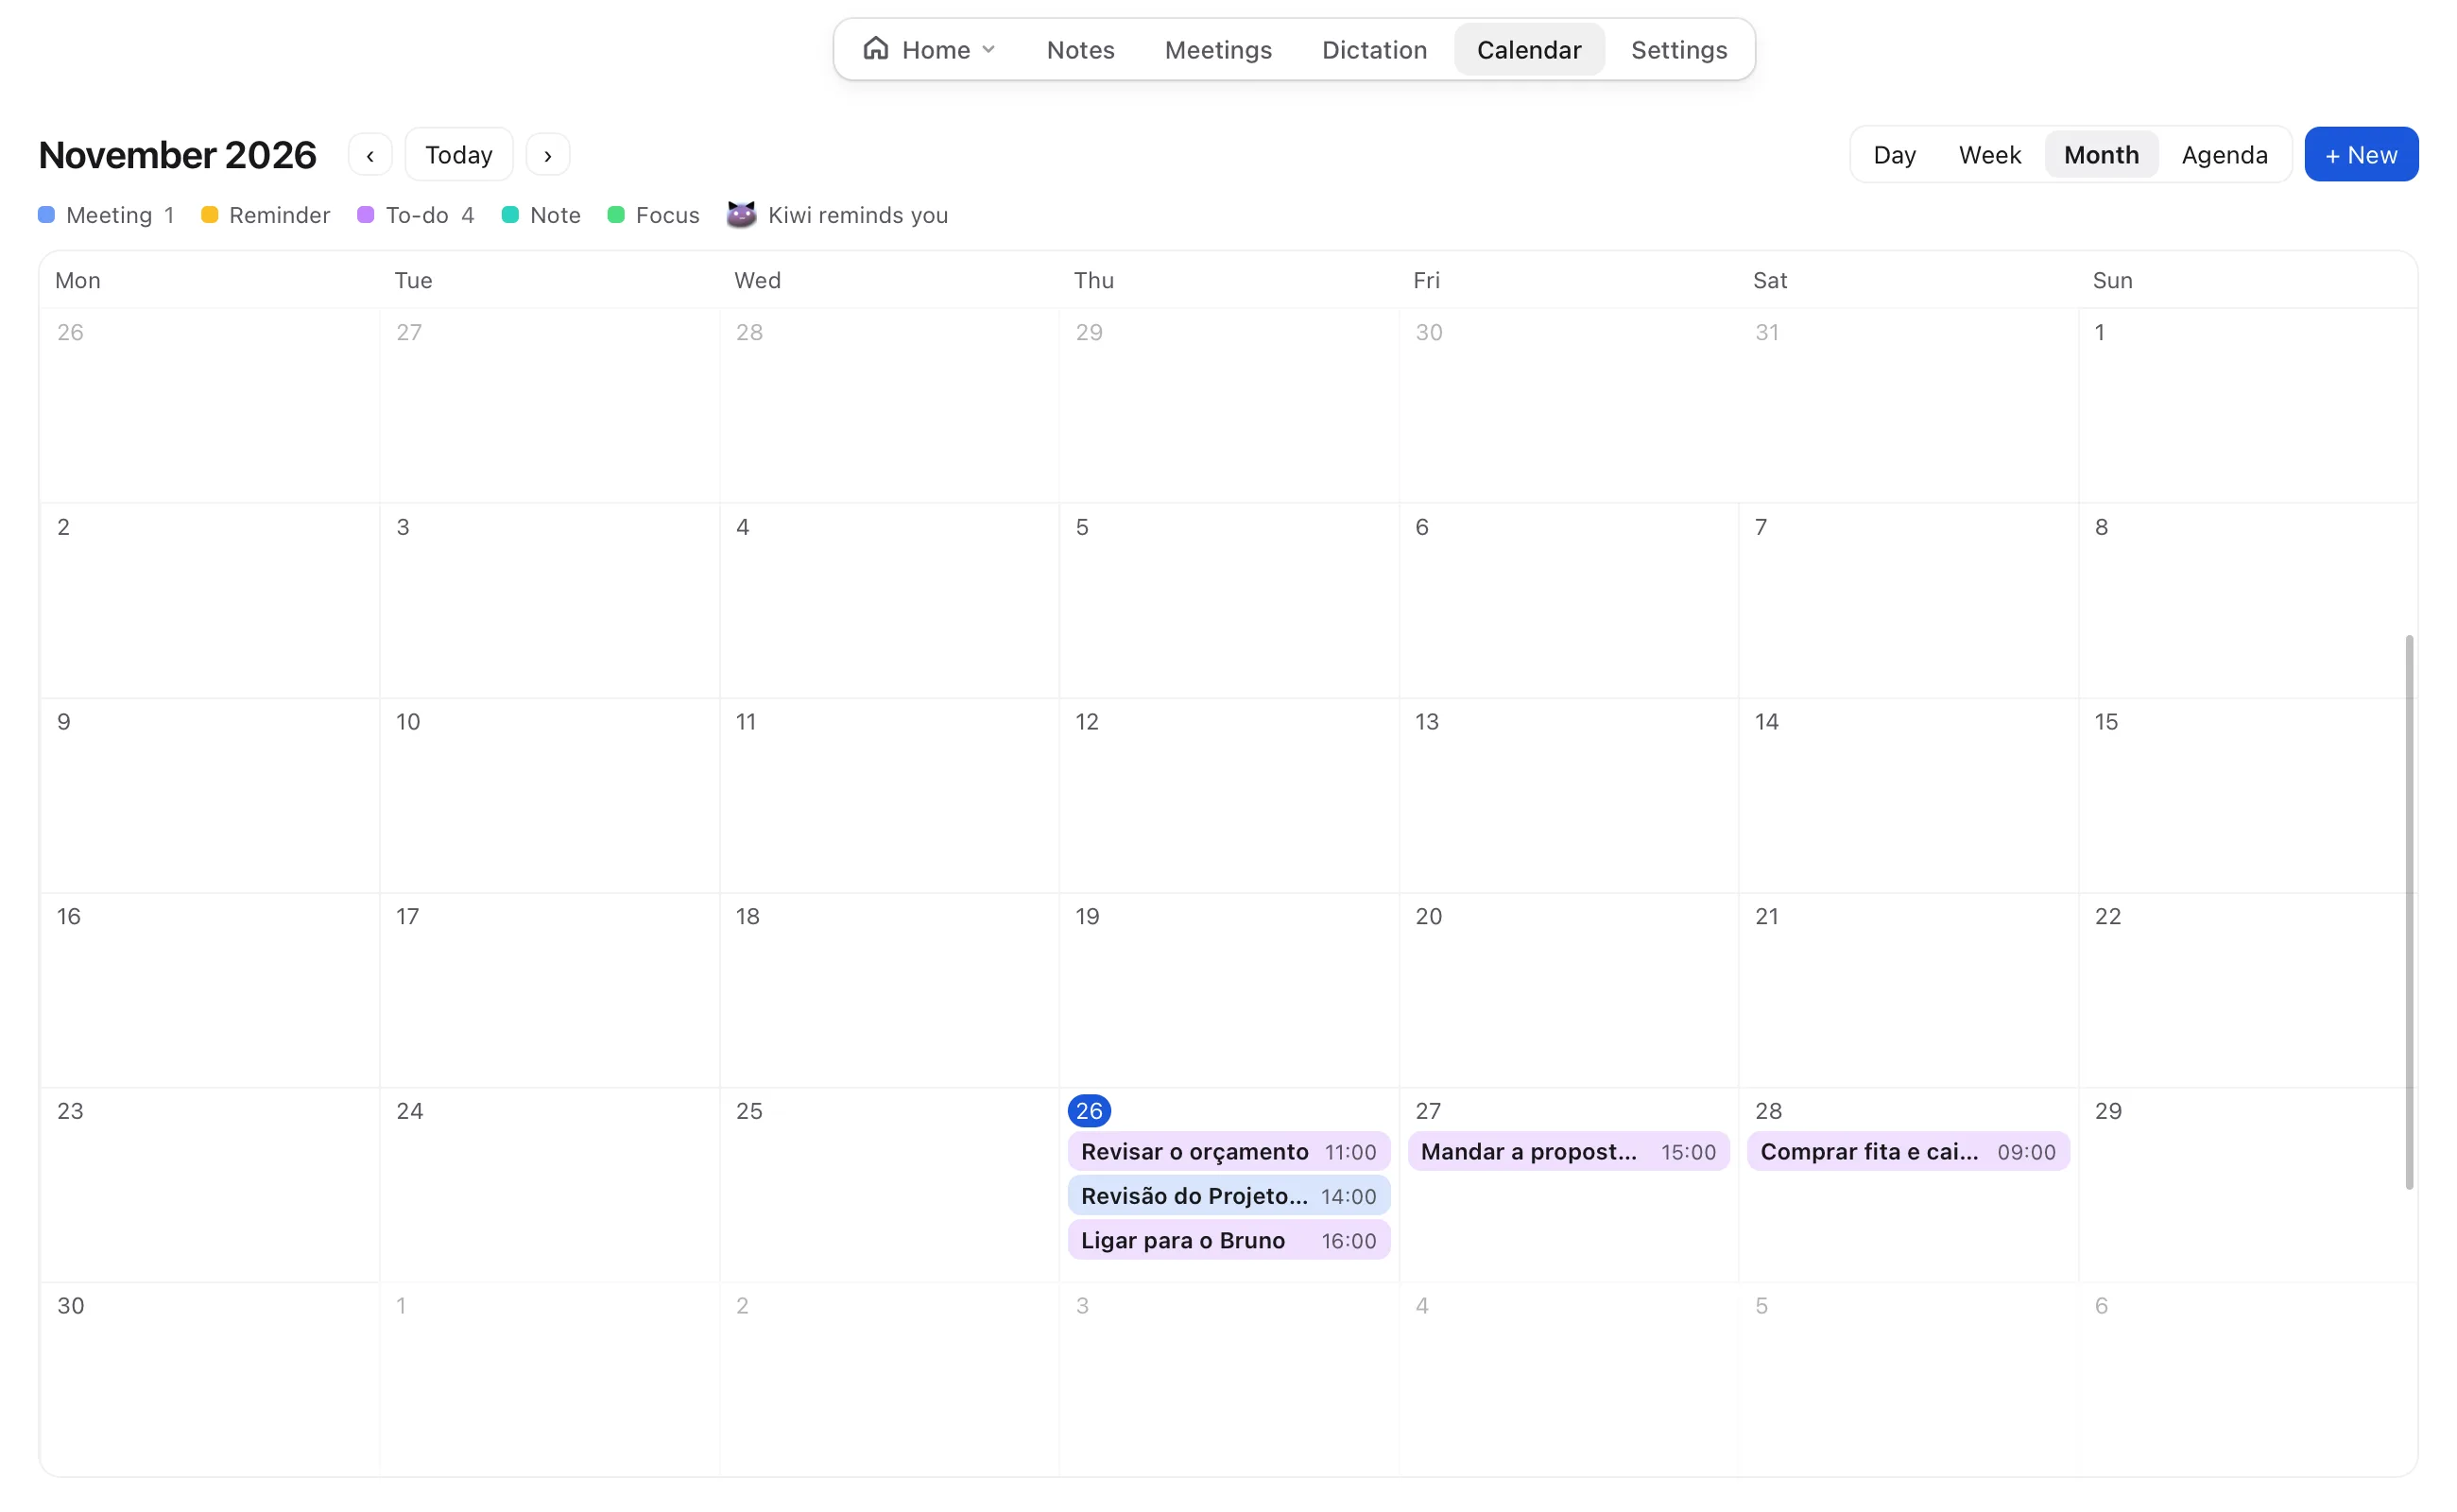 Home Notes Meetings Dictation Calendar Settings
November 2026 ‹ Today › Day Week Month Agenda + New
Meeting 1 Reminder To-do 4 Note Focus Kiwi reminds you
Mon Tue Wed Thu Fri Sat Sun
26 27 28 29 30 31 1
2 3 4 5 6 7 8
9 10 11 12 13 14 15
16 17 18 19 20 21 22
23 24 25 26 27 28 29
Revisar o orçamento 11:00 Mandar a propost... 15:00 Comprar fita e cai... 09:00
Revisão do Projeto... 14:00
Ligar para o Bruno 16:00
30 1 2 3 4 5 6